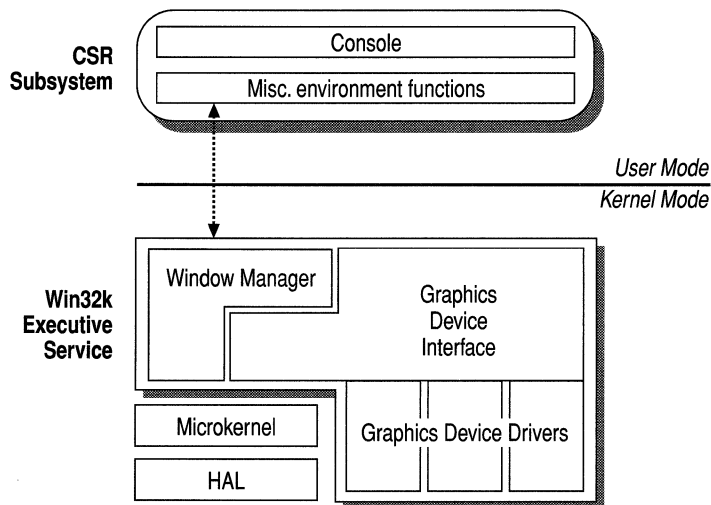 CSR
Subsystem
Console
Misc. environment functions
User Mode
Kernel Mode
Win32k
Executive
Service
Window Manager
Graphics
Device
Interface
Microkernel
Graphics Device Drivers
HAL